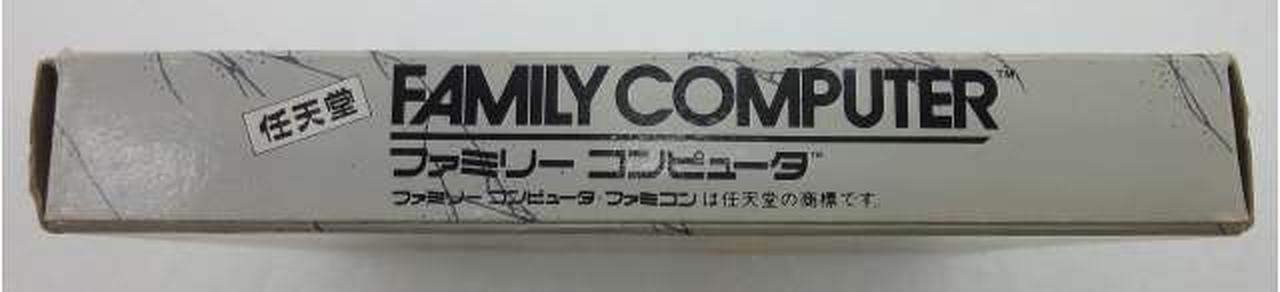 任天堂
FAMILY COMPUTER™
ファミリー コンピュータ™
ファミリー コンピュータ・ファミコンは任天堂の商標です。